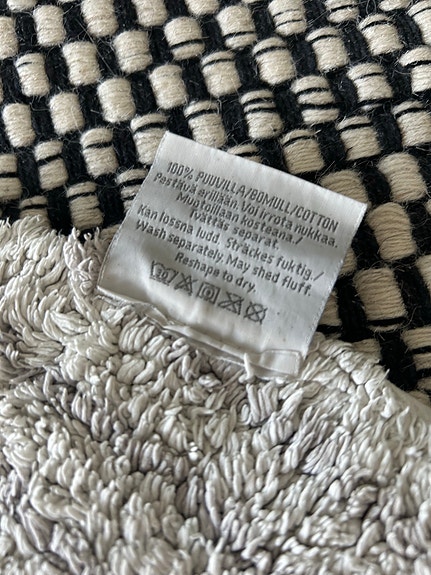 100% PUUVILLA/BOMULL/COTTON
Pestävä erillään. Voi irrota nukkaa.
Muotoillaan kosteana./
Tvättas separat.
Kan lossna ludd. Sträckes fuktig./
Wash separately. May shed fluff.
Reshape to dry.